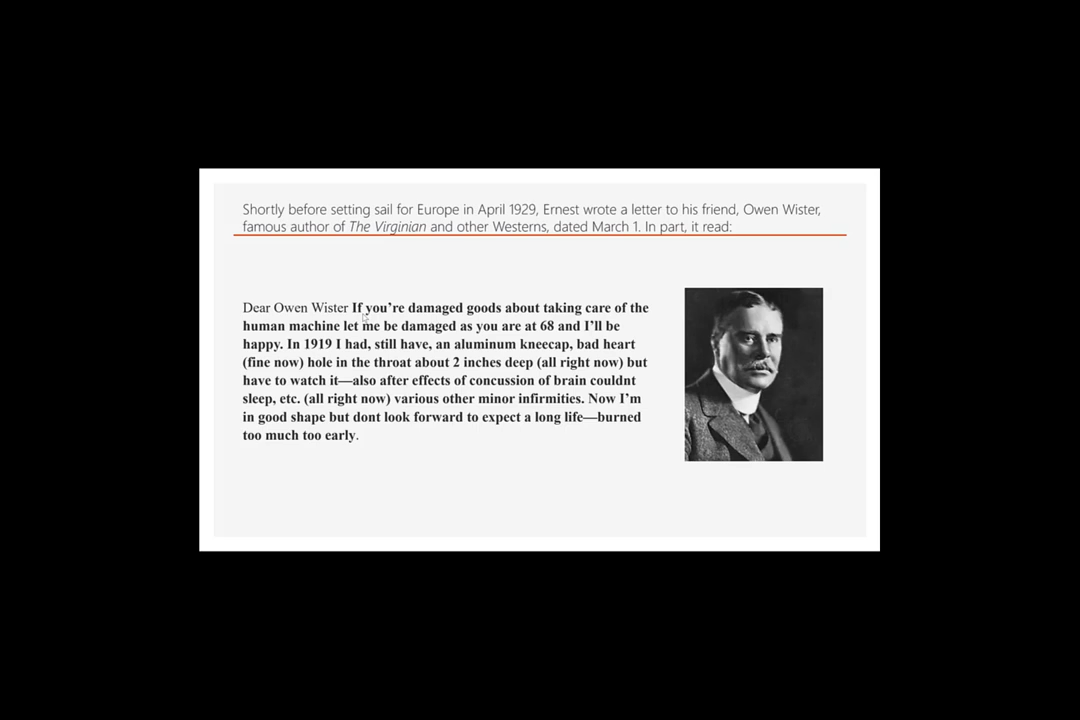 Shortly before setting sail for Europe in April 1929, Ernest wrote a letter to his friend, Owen Wister,
famous author of The Virginian and other Westerns, dated March 1. In part, it read:
Dear Owen Wister If you’re damaged goods about taking care of the
human machine let me be damaged as you are at 68 and I’ll be
happy. In 1919 I had, still have, an aluminum kneecap, bad heart
(fine now) hole in the throat about 2 inches deep (all right now) but
have to watch it—also after effects of concussion of brain couldnt
sleep, etc. (all right now) various other minor infirmities. Now I’m
in good shape but dont look forward to expect a long life—burned
too much too early.